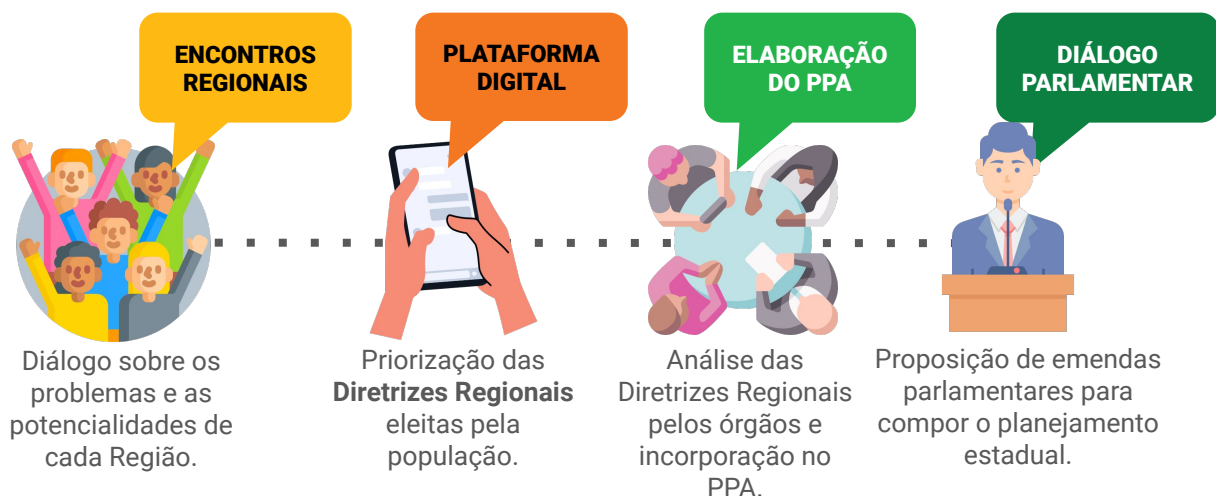 ENCONTROS
REGIONAIS
PLATAFORMA
DIGITAL
ELABORAÇÃO
DO PPA
DIÁLOGO
PARLAMENTAR
Diálogo sobre os
problemas e as
potencialidades de
cada Região.
Priorização das
Diretrizes Regionais
eleitas pela
população.
Análise das
Diretrizes Regionais
pelos órgãos e
incorporação no
PPA.
Proposição de emendas
parlamentares para
compor o planejamento
estadual.